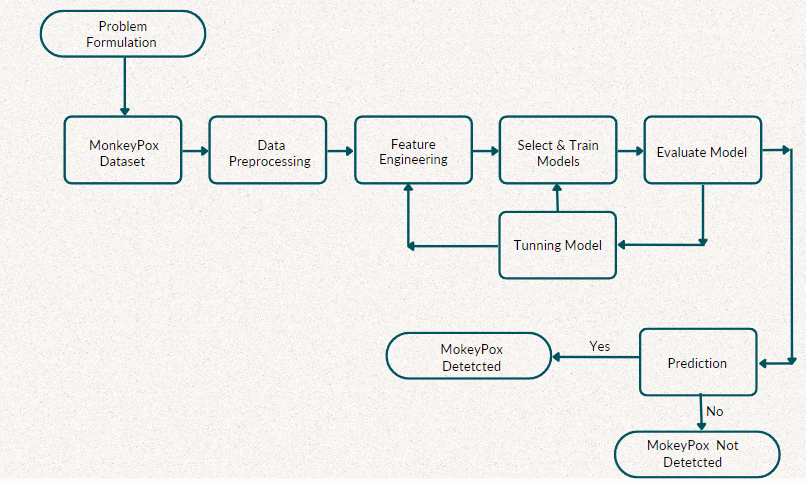 Problem
Formulation
MonkeyPox
Dataset
Data
Preprocessing
Feature
Engineering
Select & Train
Models
Evaluate Model
Tunning Model
MokeyPox
Detetcted
Yes
Prediction
No
MokeyPox Not
Detetcted